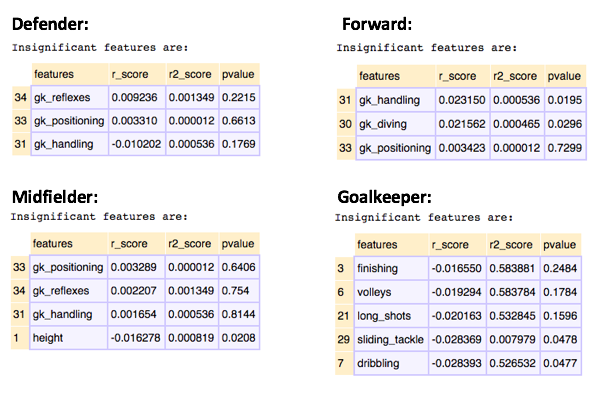 Defender:
Insignificant features are:
features r_score r2_score pvalue
34 gk_reflexes 0.009236 0.001349 0.2215
33 gk_positioning 0.003310 0.000012 0.6613
31 gk_handling -0.010202 0.000536 0.1769
Forward:
Insignificant features are:
features r_score r2_score pvalue
31 gk_handling 0.023150 0.000536 0.0195
30 gk_diving 0.021562 0.000465 0.0296
33 gk_positioning 0.003423 0.000012 0.7299
Midfielder:
Insignificant features are:
features r_score r2_score pvalue
33 gk_positioning 0.003289 0.000012 0.6406
34 gk_reflexes 0.002207 0.001349 0.754
31 gk_handling 0.001654 0.000536 0.8144
1 height -0.016278 0.000819 0.0208
Goalkeeper:
Insignificant features are:
features r_score r2_score pvalue
3 finishing -0.016550 0.583881 0.2484
6 volleys -0.019294 0.583784 0.1784
21 long_shots -0.020163 0.532845 0.1596
29 sliding_tackle -0.028369 0.007979 0.0478
7 dribbling -0.028393 0.526532 0.0477